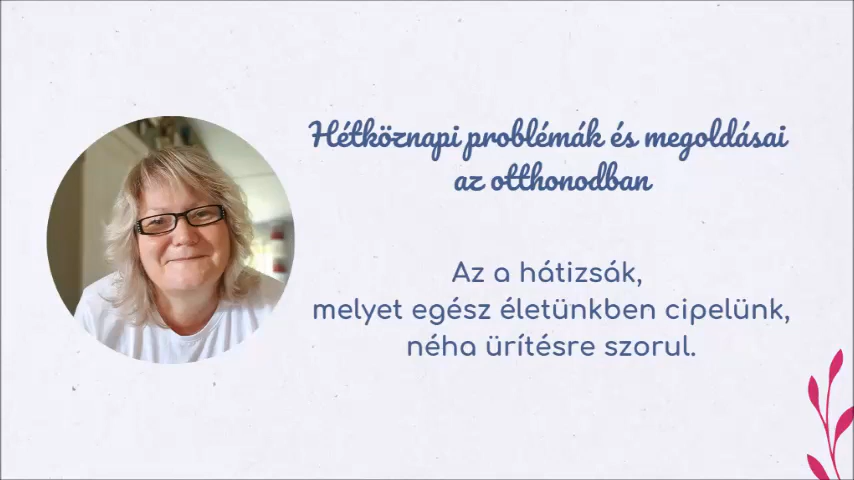 Hétköznapi problémák és megoldásai
az otthonodban
Az a hátizsák,
melyet egész életünkben cipelünk,
néha ürítésre szorul.